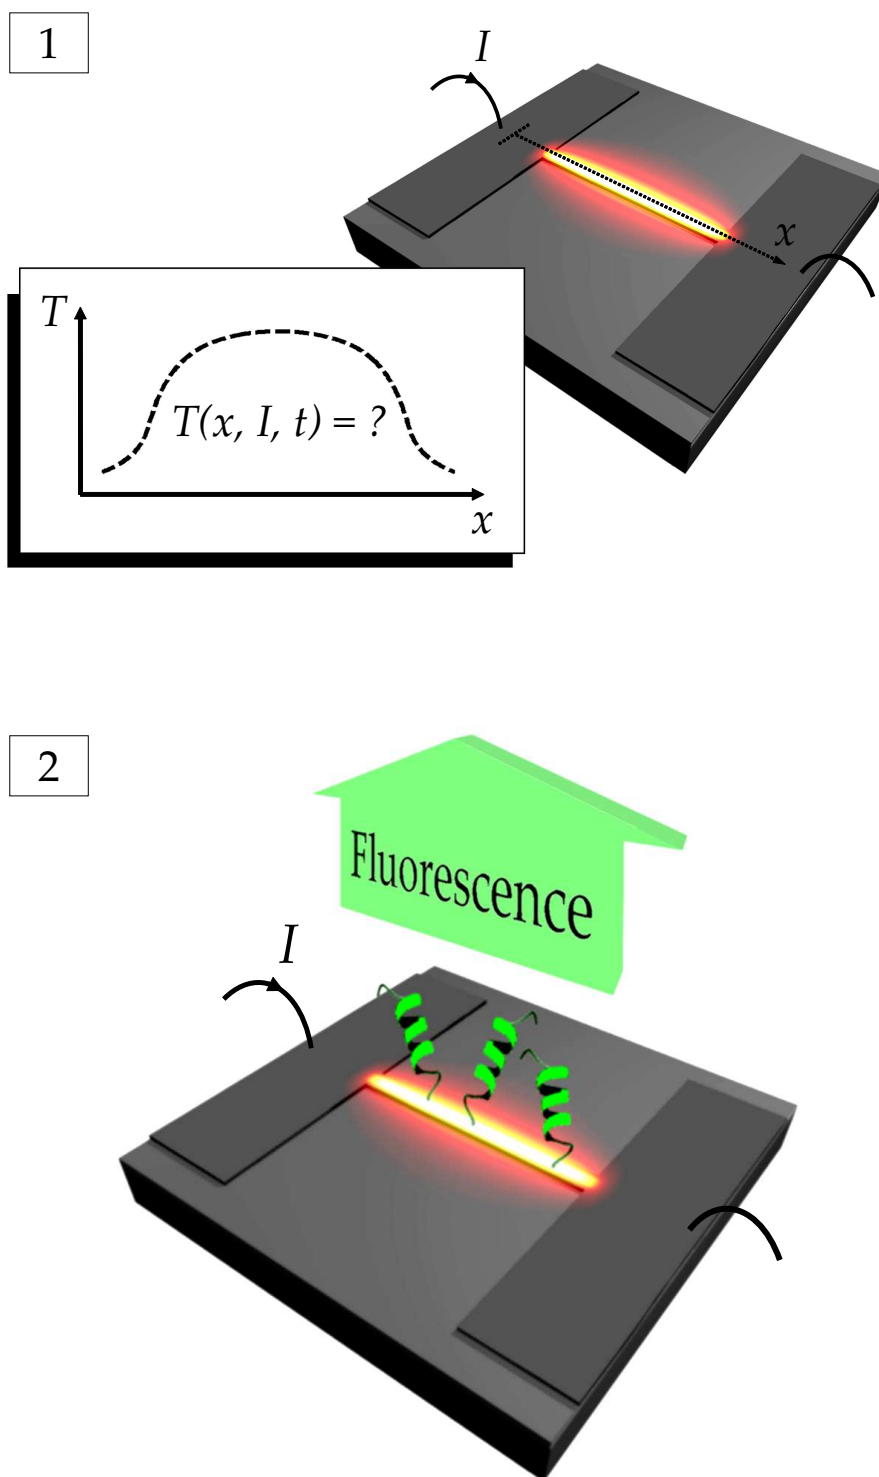 1
I
x
T
T(x, I, t) = ?
x
2
Fluorescence
I